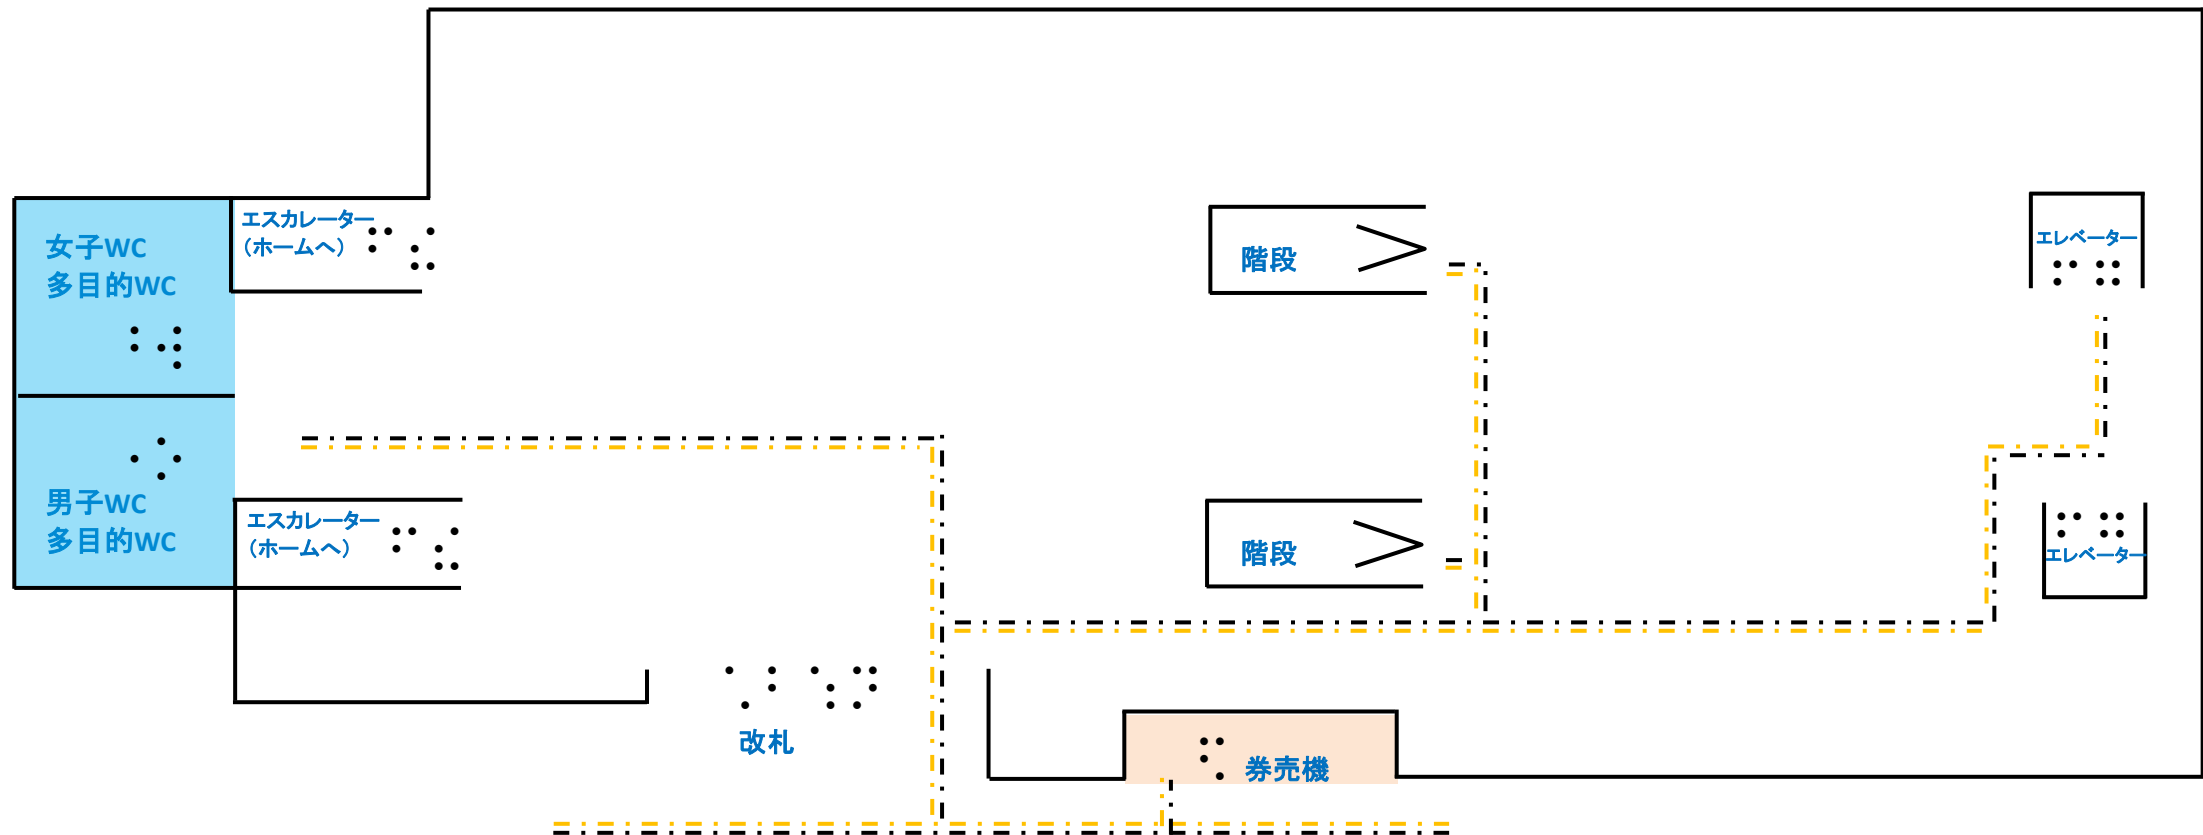 女子WC
多目的WC
⠘⠺
エスカレーター
(ホームへ)
⠋⠮
階段
エレベーター
⠋⠛
⠐⠕
男子WC
多目的WC
エスカレーター
(ホームへ)
⠋⠮
階段
⠋⠛
エレベーター
⠡⠃⠱⠝
改札
⠫
券売機